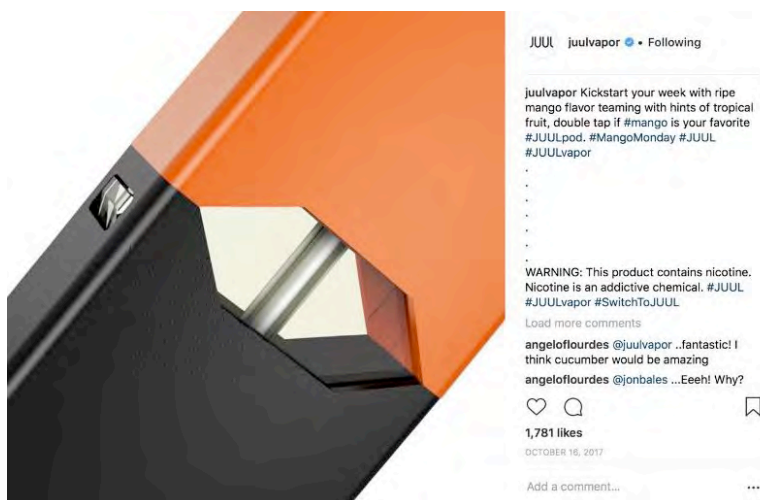 JUUL juulvapor • Following
juulvapor Kickstart your week with ripe
mango flavor teaming with hints of tropical
fruit, double tap if #mango is your favorite
#JUULpod. #MangoMonday #JUUL
#JUULvapor
.
.
.
.
.
.
.
WARNING: This product contains nicotine.
Nicotine is an addictive chemical. #JUUL
#JUULvapor #SwitchToJUUL
Load more comments
angeloflourdes @juulvapor ..fantastic! I
think cucumber would be amazing
angeloflourdes @jonbales ...Eeeh! Why?
1,781 likes
OCTOBER 16, 2017
Add a comment...